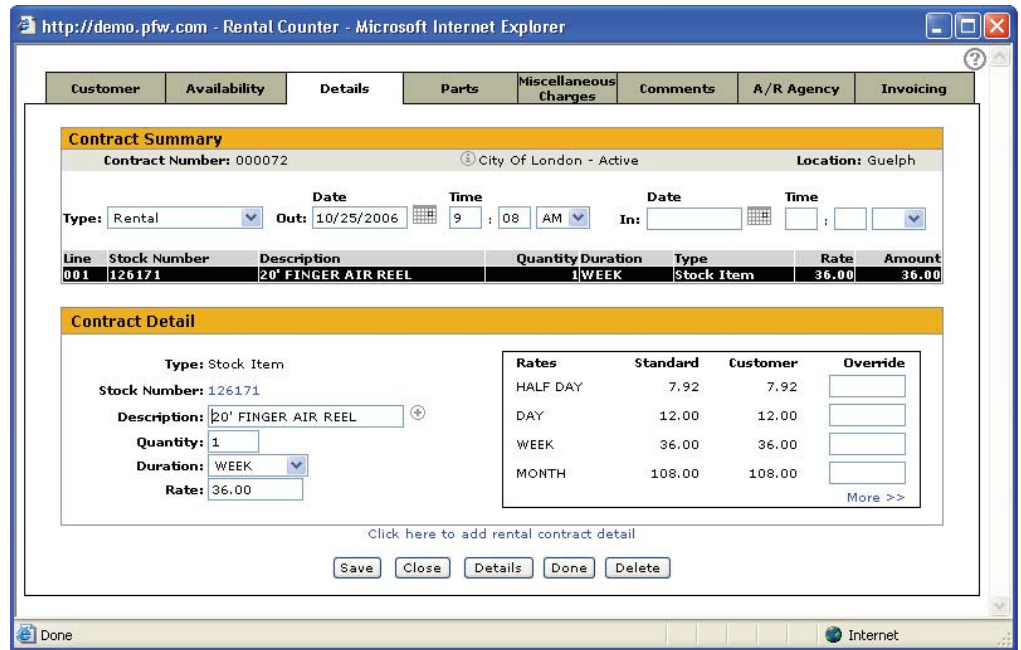 http://demo.pfw.com - Rental Counter - Microsoft Internet Explorer
Customer Availability Details Parts Miscellaneous Charges Comments A/R Agency Invoicing
Contract Summary
Contract Number: 000072 City Of London - Active Location: Guelph
Date Time Date Time
Type: Rental Out: 10/25/2006 9 : 08 AM In: :
Line Stock Number Description Quantity Duration Type Rate Amount
001 126171 20' FINGER AIR REEL 1 WEEK Stock Item 36.00 36.00
Contract Detail
Type: Stock Item
Stock Number: 126171
Description: 20' FINGER AIR REEL
Quantity: 1
Duration: WEEK
Rate: 36.00
Rates Standard Customer Override
HALF DAY 7.92 7.92
DAY 12.00 12.00
WEEK 36.00 36.00
MONTH 108.00 108.00
More >>
Click here to add rental contract detail
Save Close Details Done Delete
Done Internet